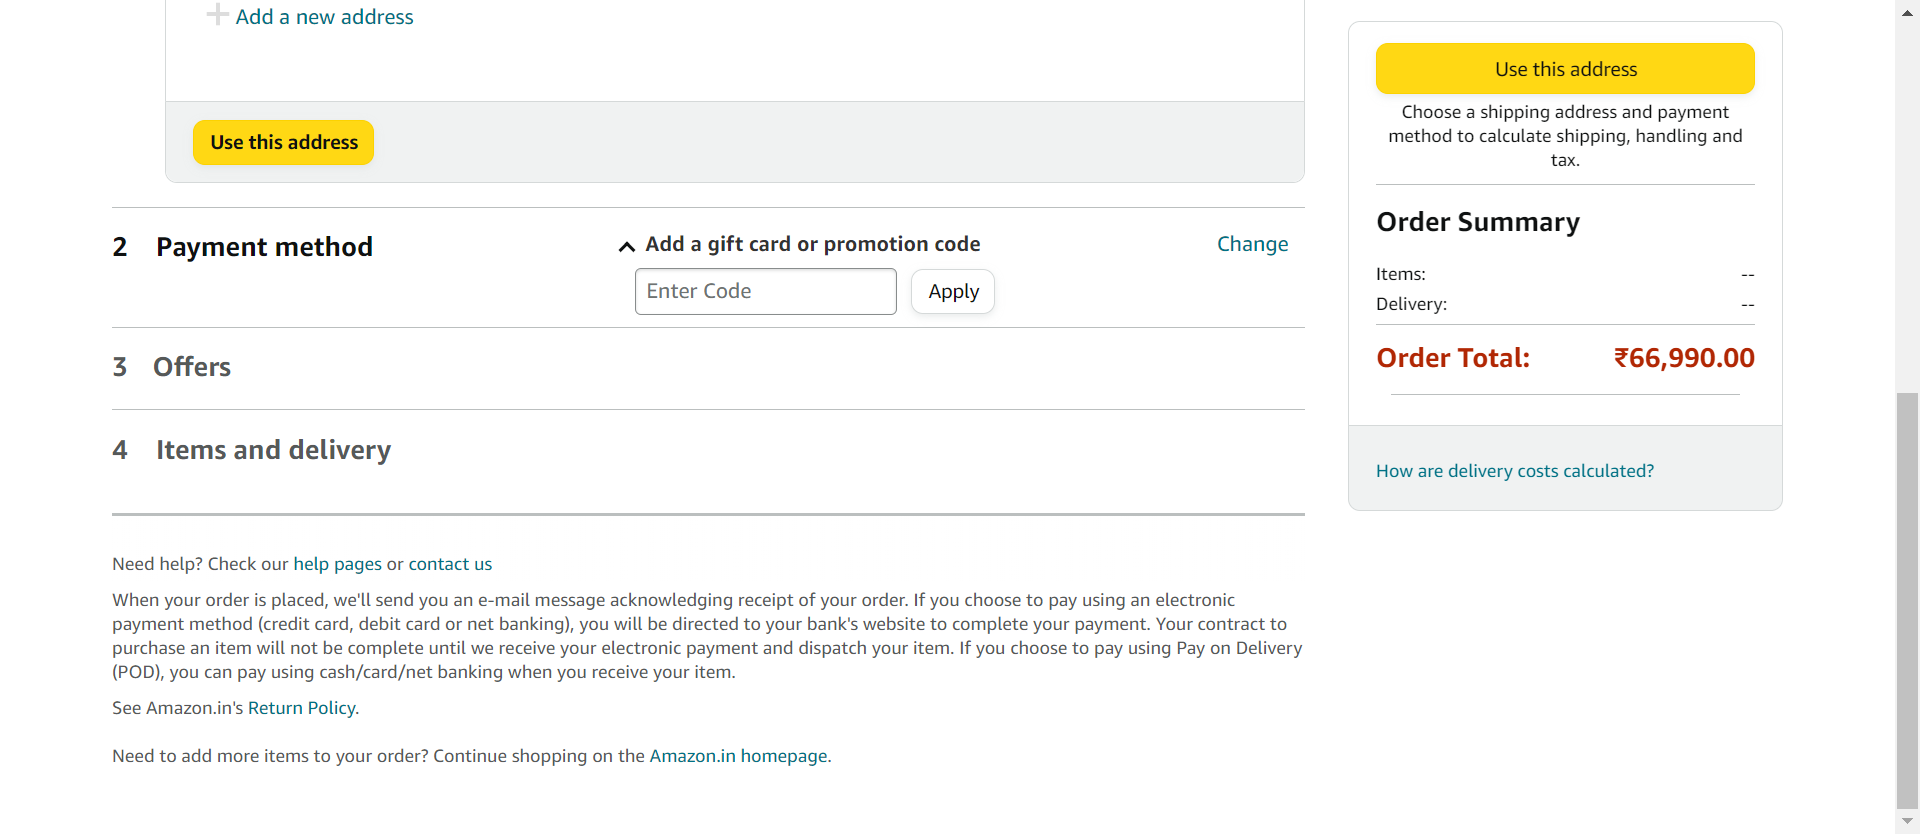 Add a new address
Use this address
2 Payment method
Add a gift card or promotion code
Change
Enter Code
Apply
3 Offers
4 Items and delivery
Need help? Check our help pages or contact us
When your order is placed, we'll send you an e-mail message acknowledging receipt of your order. If you choose to pay using an electronic
payment method (credit card, debit card or net banking), you will be directed to your bank's website to complete your payment. Your contract to
purchase an item will not be complete until we receive your electronic payment and dispatch your item. If you choose to pay using Pay on Delivery
(POD), you can pay using cash/card/net banking when you receive your item.
See Amazon.in's Return Policy.
Need to add more items to your order? Continue shopping on the Amazon.in homepage.
Use this address
Choose a shipping address and payment
method to calculate shipping, handling and
tax.
Order Summary
Items: --
Delivery: --
Order Total: ₹66,990.00
How are delivery costs calculated?